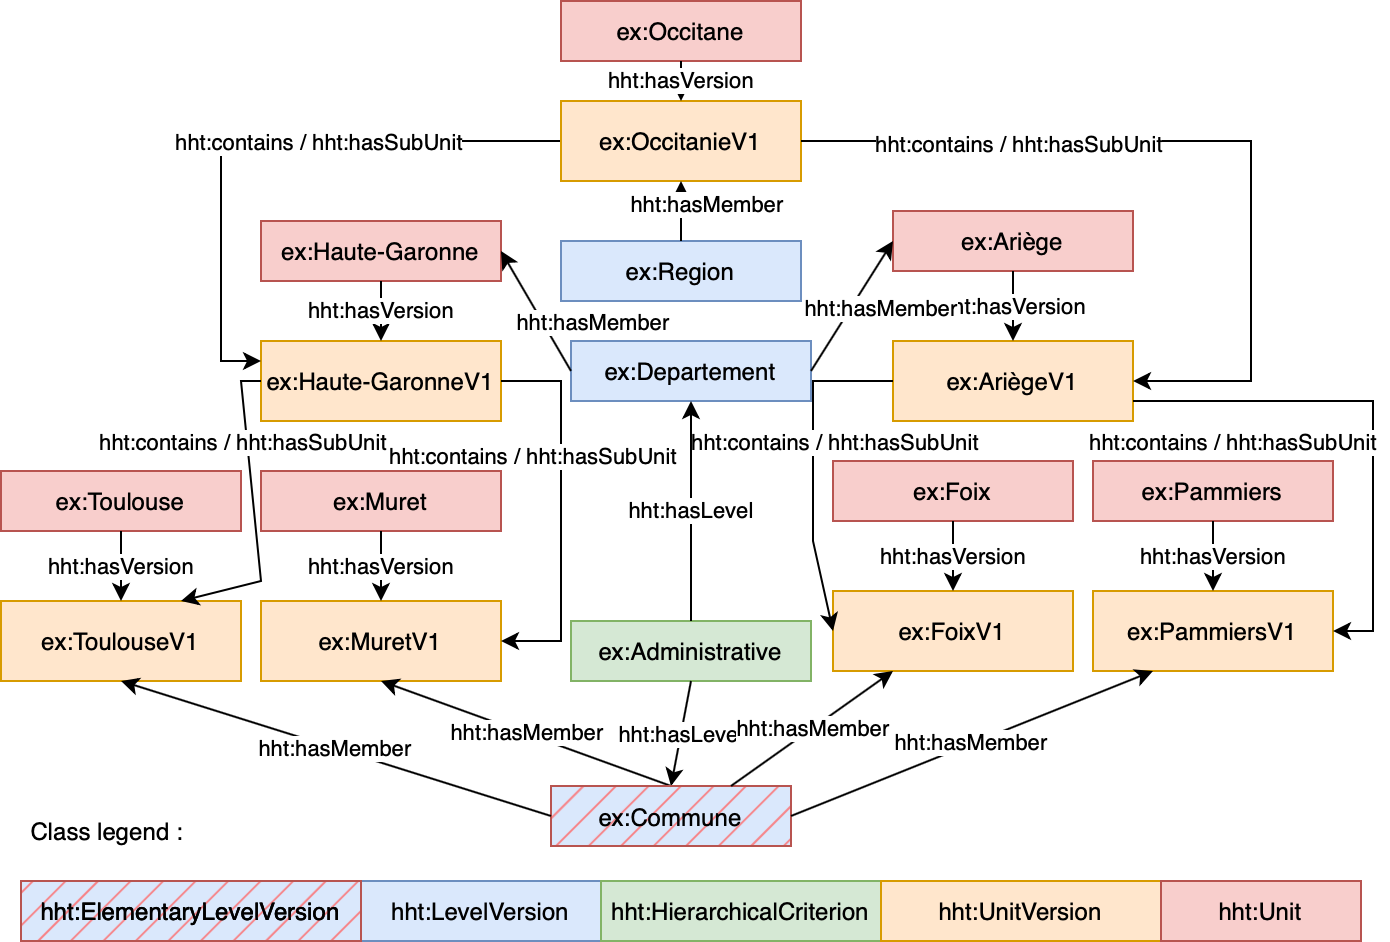 ex:Occitane
hht:hasVersion
hht:contains / hht:hasSubUnit
ex:OccitanieV1
hht:contains / hht:hasSubUnit
hht:hasMember
ex:Haute-Garonne
ex:Region
ex:Ariège
hht:hasVersion
hht:hasMember
hht:hasMember
ht:hasVersion
ex:Haute-GaronneV1
ex:Departement
ex:AriègeV1
hht:contains / hht:hasSubUnit
hht:contains / hht:hasSubUnit
hht:contains / hht:hasSubUnit
hht:contains / hht:hasSubUnit
ex:Toulouse
ex:Muret
hht:hasLevel
ex:Foix
ex:Pammiers
hht:hasVersion
hht:hasVersion
hht:hasVersion
hht:hasVersion
ex:ToulouseV1
ex:MuretV1
ex:Administrative
ex:FoixV1
ex:PammiersV1
hht:hasMember
hht:hasMember
hht:hasLeve
hht:hasMember
hht:hasMember
ex:Commune
Class legend :
hht:ElementaryLevelVersion
hht:LevelVersion
hht:HierarchicalCriterion
hht:UnitVersion
hht:Unit